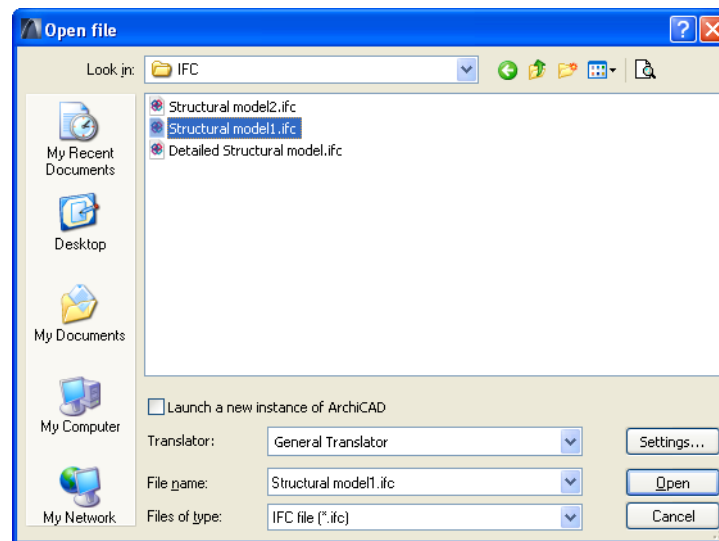 Open file
Look in: IFC
Structural model2.ifc
Structural model1.ifc
Detailed Structural model.ifc
My Recent
Documents
Desktop
My Documents
My Computer
My Network
Launch a new instance of ArchiCAD
Translator: General Translator Settings...
File name: Structural model1.ifc Open
Files of type: IFC file (*.ifc) Cancel